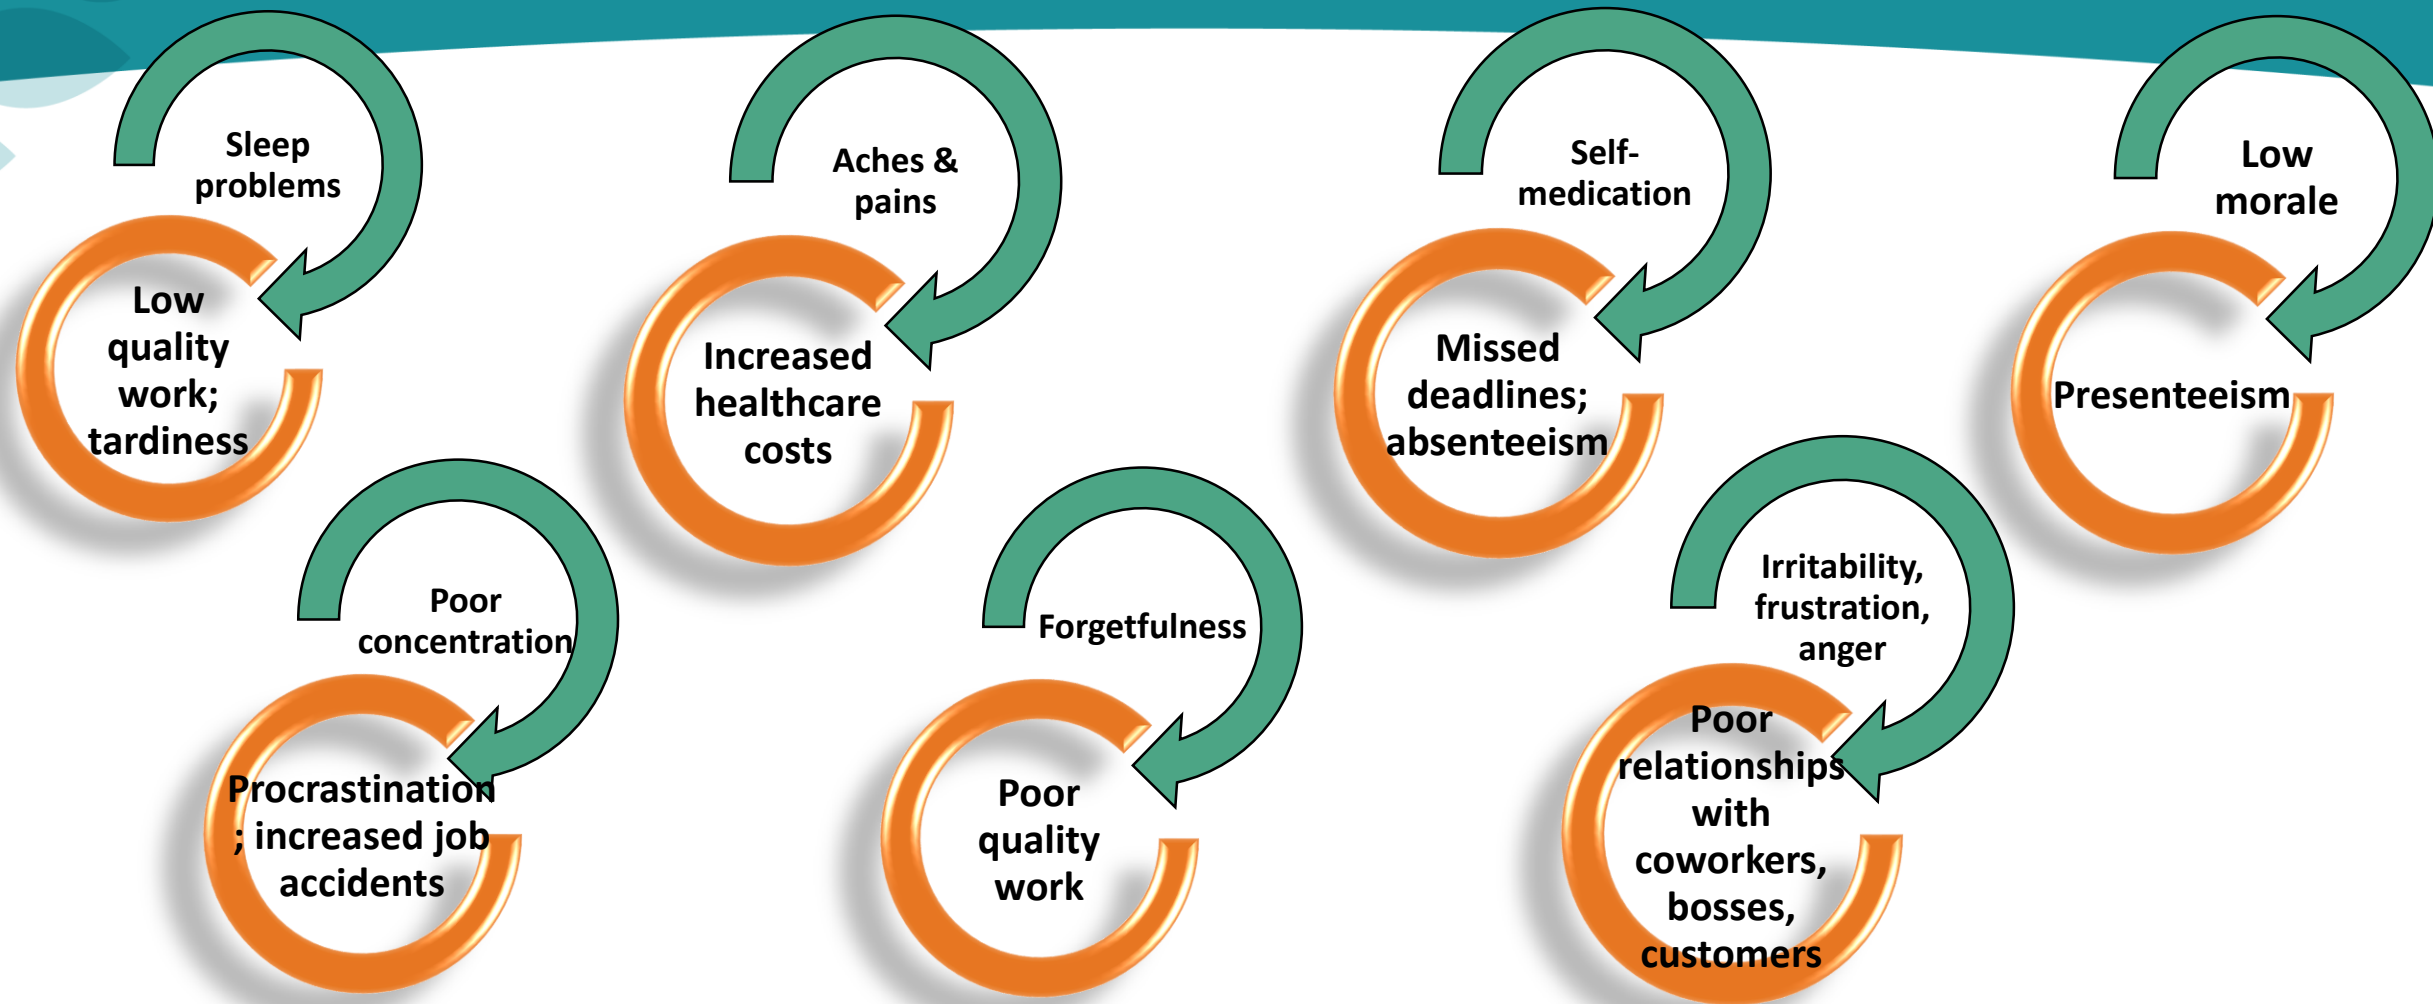 Sleep
problems
Low
quality
work;
tardiness
Aches &
pains
Increased
healthcare
costs
Self-
medication
Missed
deadlines;
absenteeism
Low
morale
Presenteeism
Poor
concentration
Procrastination
; increased job
accidents
Forgetfulness
Poor
quality
work
Irritability,
frustration,
anger
Poor
relationships
with
coworkers,
bosses,
customers